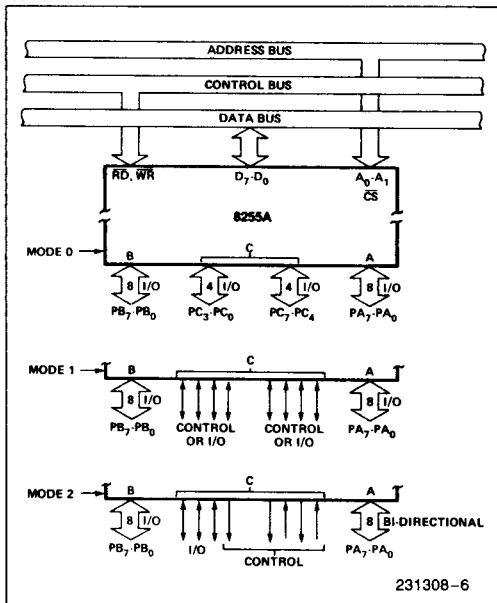 ADDRESS BUS
CONTROL BUS
DATA BUS
RD, WR D7-D0 A0-A1
CS
8255A
MODE 0 B C A
8 I/O 4 I/O 4 I/O 8 I/O
PB7-PB0 PC3-PC0 PC7-PC4 PA7-PA0
MODE 1 B C A
8 I/O 8 I/O
PB7-PB0 CONTROL OR I/O CONTROL OR I/O PA7-PA0
MODE 2 B C A
8 I/O 8 BI-DIRECTIONAL
PB7-PB0 I/O CONTROL PA7-PA0
231308-6